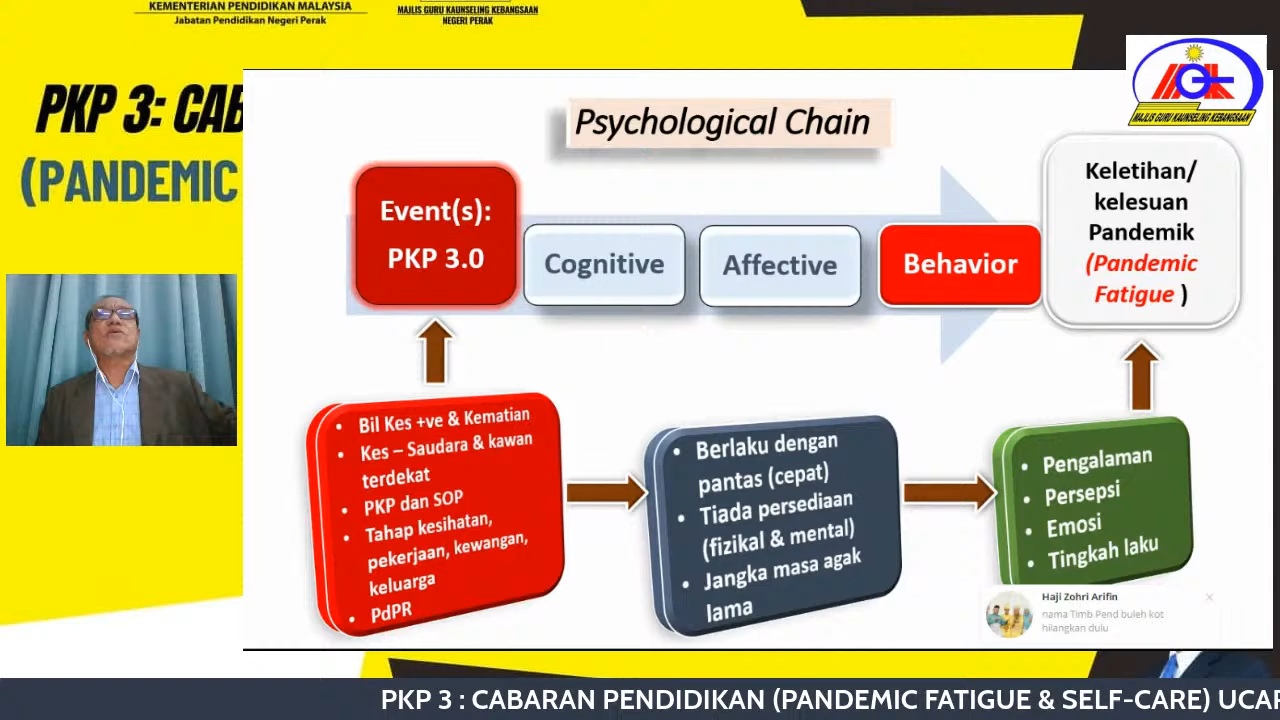 KEMENTERIAN PENDIDIKAN MALAYSIA
Jabatan Pendidikan Negeri Perak
MAJLIS GURU KAUNSELING KEBANGSAAN
NEGERI PERAK
PKP 3: CAB
(PANDEMIC
MAJLIS GURU KAUNSELING KEBANGSAAN
Psychological Chain
Event(s):
PKP 3.0
Cognitive
Affective
Behavior
Keletihan/
kelesuan
Pandemik
(Pandemic
Fatigue )
• Bil Kes +ve & Kematian
• Kes – Saudara & kawan
terdekat
• PKP dan SOP
• Tahap kesihatan,
pekerjaan, kewangan,
keluarga
• PdPR
• Berlaku dengan
pantas (cepat)
• Tiada persediaan
(fizikal & mental)
• Jangka masa agak
lama
• Pengalaman
• Persepsi
• Emosi
• Tingkah laku
Haji Zohri Arifin
nama Timb Pend buleh kot
hilangkan dulu
PKP 3 : CABARAN PENDIDIKAN (PANDEMIC FATIGUE & SELF-CARE) UCAP